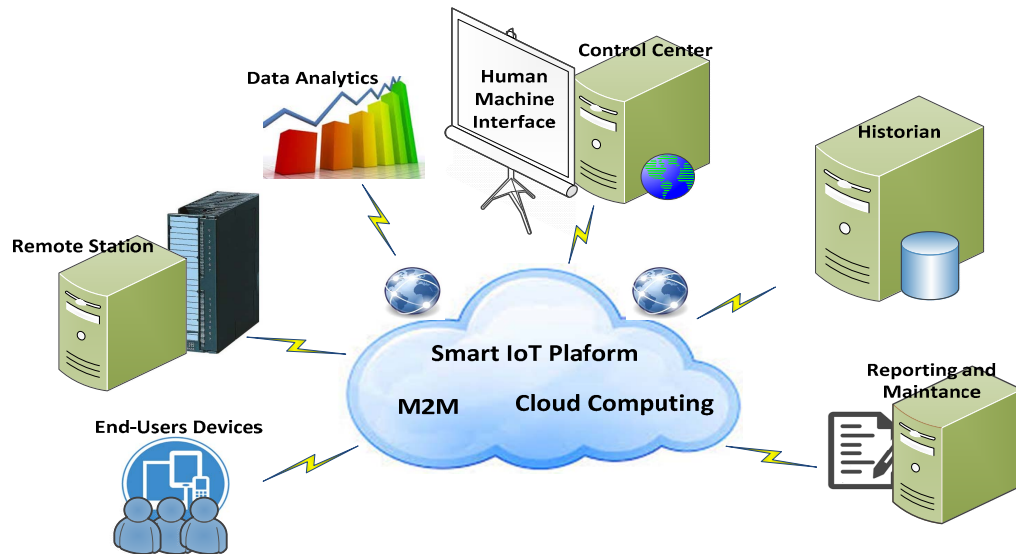 Control Center
Data Analytics
Human
Machine
Interface
Historian
Remote Station
Smart IoT Plaform
M2M
Cloud Computing
Reporting and
Maintance
End-Users Devices